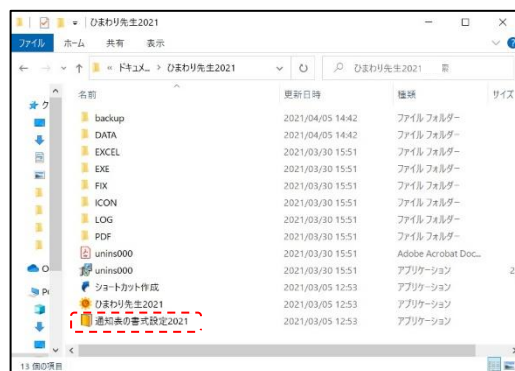 ひまわり先生2021
ファイル ホーム 共有 表示
« ドキュメ... > ひまわり先生2021 ひまわり先生2021
名前 更新日時 種類 サイズ
backup 2021/04/05 14:42 ファイル フォルダー
DATA 2021/04/05 14:42 ファイル フォルダー
EXCEL 2021/03/30 15:51 ファイル フォルダー
EXE 2021/03/30 15:51 ファイル フォルダー
FIX 2021/03/30 15:51 ファイル フォルダー
ICON 2021/03/30 15:51 ファイル フォルダー
LOG 2021/03/30 15:51 ファイル フォルダー
PDF 2021/03/30 15:51 ファイル フォルダー
unins000 2021/03/30 15:51 Adobe Acrobat Doc...
unins000 2021/03/30 15:51 アプリケーション 2
ショートカット作成 2021/03/05 12:53 アプリケーション
ひまわり先生2021 2021/03/05 12:53 アプリケーション
通知表の書式設定2021 2021/03/05 12:53 アプリケーション
13 個の項目